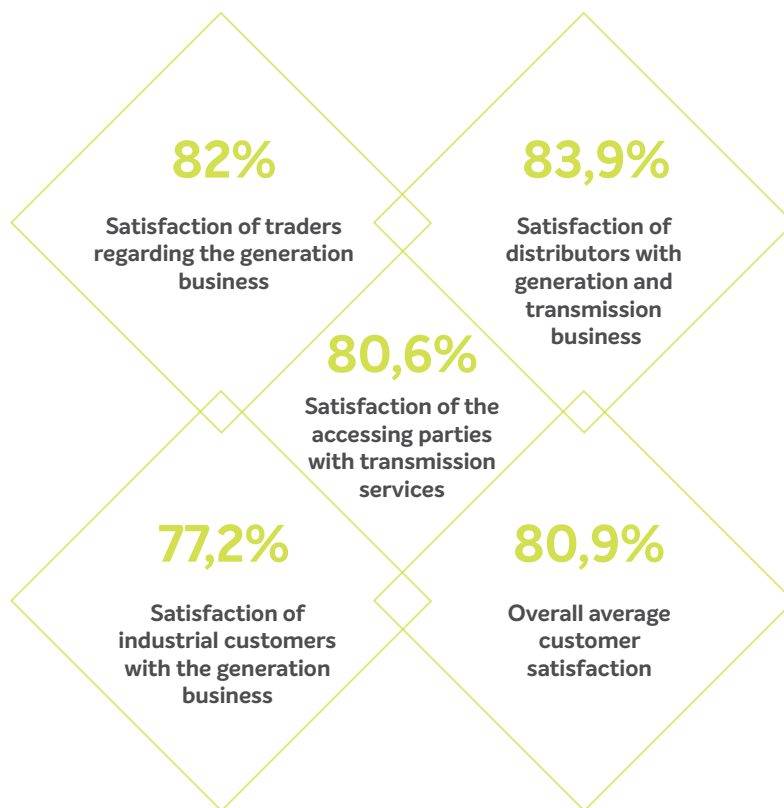 82%
Satisfaction of traders
regarding the generation
business
83,9%
Satisfaction of
distributors with
generation and
transmission
business
80,6%
Satisfaction of the
accessing parties
with transmission
services
77,2%
Satisfaction of
industrial customers
with the generation
business
80,9%
Overall average
customer
satisfaction